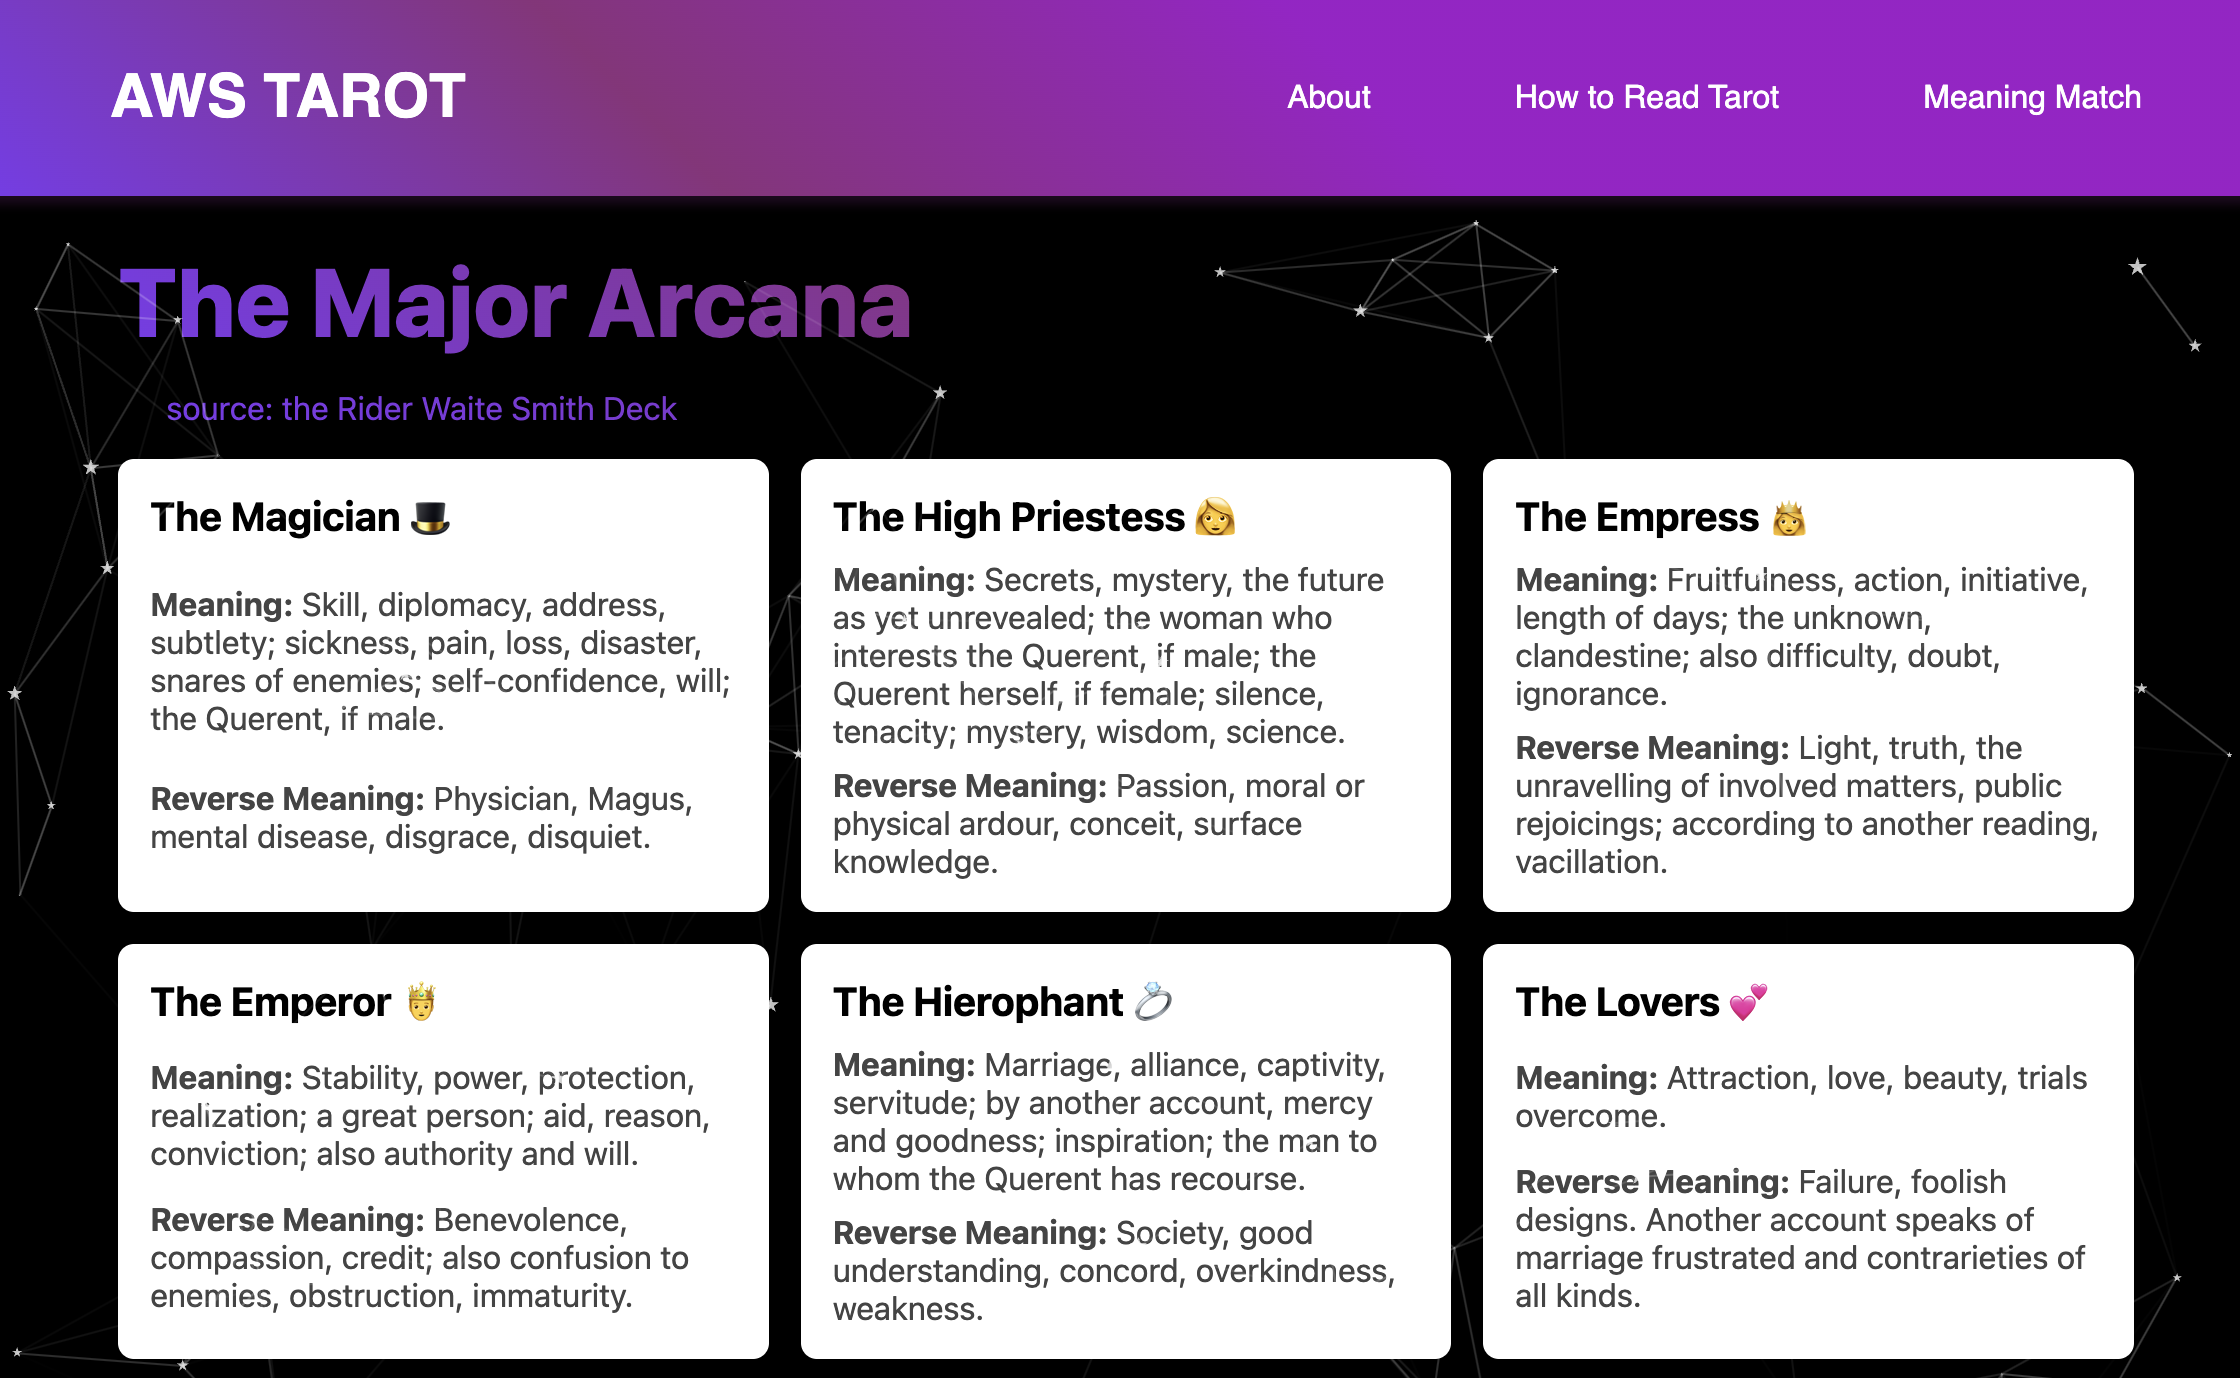 AWS TAROT
About
How to Read Tarot
Meaning Match
The Major Arcana
source: the Rider Waite Smith Deck
The Magician 🎩
Meaning: Skill, diplomacy, address,
subtlety; sickness, pain, loss, disaster,
snares of enemies; self-confidence, will;
the Querent, if male.
Reverse Meaning: Physician, Magus,
mental disease, disgrace, disquiet.
The High Priestess 👩
Meaning: Secrets, mystery, the future
as yet unrevealed; the woman who
interests the Querent, if male; the
Querent herself, if female; silence,
tenacity; mystery, wisdom, science.
Reverse Meaning: Passion, moral or
physical ardour, conceit, surface
knowledge.
The Empress 👸
Meaning: Fruitfulness, action, initiative,
length of days; the unknown,
clandestine; also difficulty, doubt,
ignorance.
Reverse Meaning: Light, truth, the
unravelling of involved matters, public
rejoicings; according to another reading,
vacillation.
The Emperor 🤴
Meaning: Stability, power, protection,
realization; a great person; aid, reason,
conviction; also authority and will.
Reverse Meaning: Benevolence,
compassion, credit; also confusion to
enemies, obstruction, immaturity.
The Hierophant 💍
Meaning: Marriage, alliance, captivity,
servitude; by another account, mercy
and goodness; inspiration; the man to
whom the Querent has recourse.
Reverse Meaning: Society, good
understanding, concord, overkindness,
weakness.
The Lovers 💕
Meaning: Attraction, love, beauty, trials
overcome.
Reverse Meaning: Failure, foolish
designs. Another account speaks of
marriage frustrated and contrarieties of
all kinds.